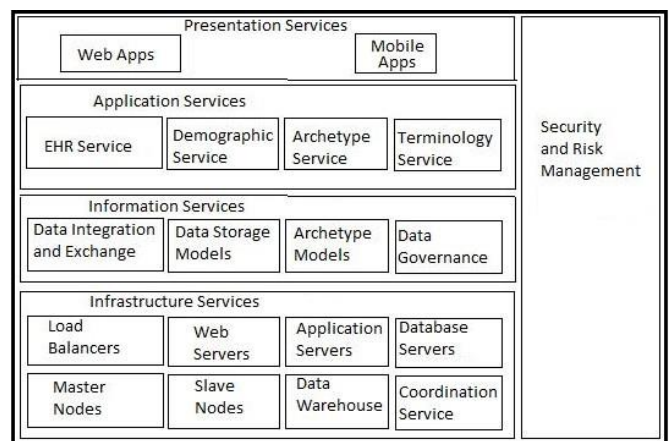 Presentation Services
Web Apps
Mobile
Apps
Application Services
EHR Service
Demographic
Service
Archetype
Service
Terminology
Service
Information Services
Data Integration
and Exchange
Data Storage
Models
Archetype
Models
Data
Governance
Infrastructure Services
Load
Balancers
Web
Servers
Application
Servers
Database
Servers
Master
Nodes
Slave
Nodes
Data
Warehouse
Coordination
Service
Security
and Risk
Management